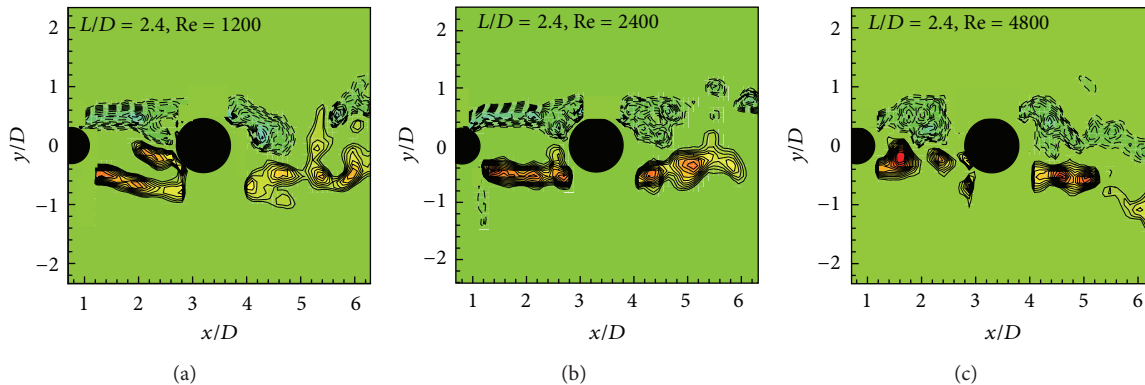 L/D = 2.4, Re = 1200
y/D
2
1
0
−1
−2
1 2 3 4 5 6
x/D
(a)
L/D = 2.4, Re = 2400
y/D
2
1
0
−1
−2
1 2 3 4 5 6
x/D
(b)
L/D = 2.4, Re = 4800
y/D
2
1
0
−1
−2
1 2 3 4 5 6
x/D
(c)